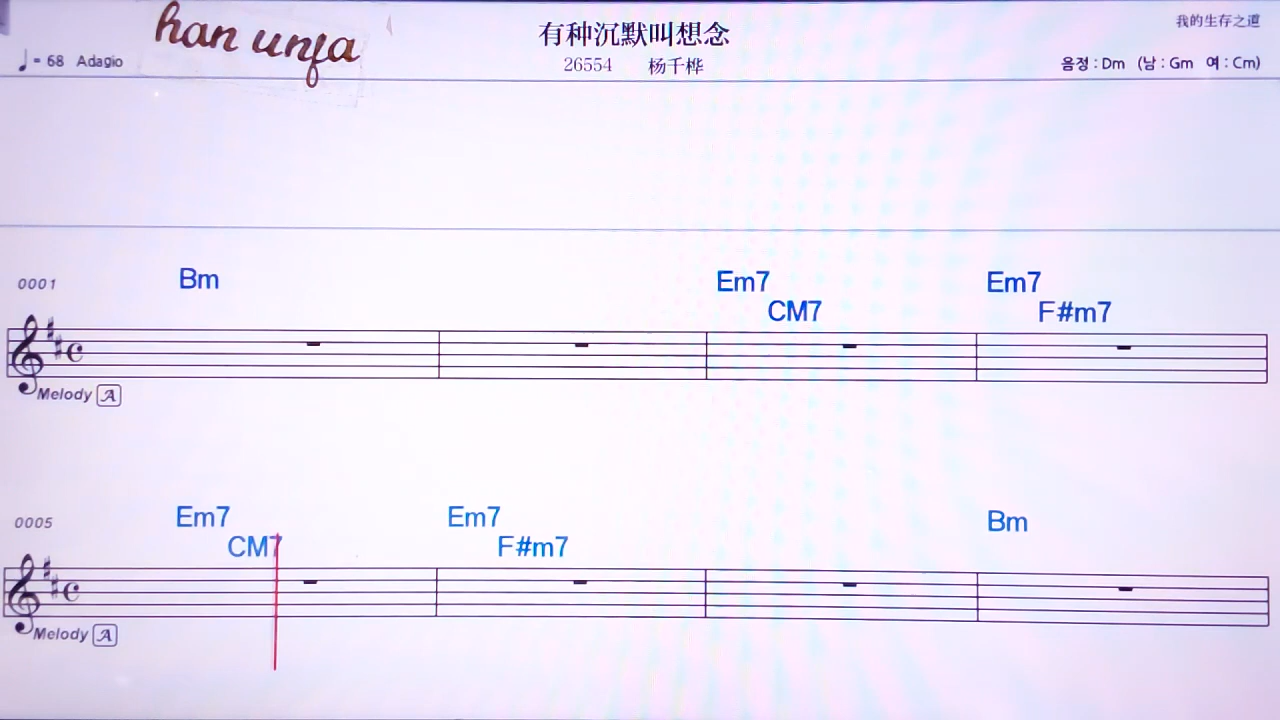 han unfa
有种沉默叫想念
我的生存之道
♩= 68 Adagio
26554 杨千桦
음정 : Dm (남 : Gm 여 : Cm)
0001 Bm Em7 Em7
CM7 F#m7
Melody A
0005 Em7 Em7 Bm
CM7 F#m7
Melody A